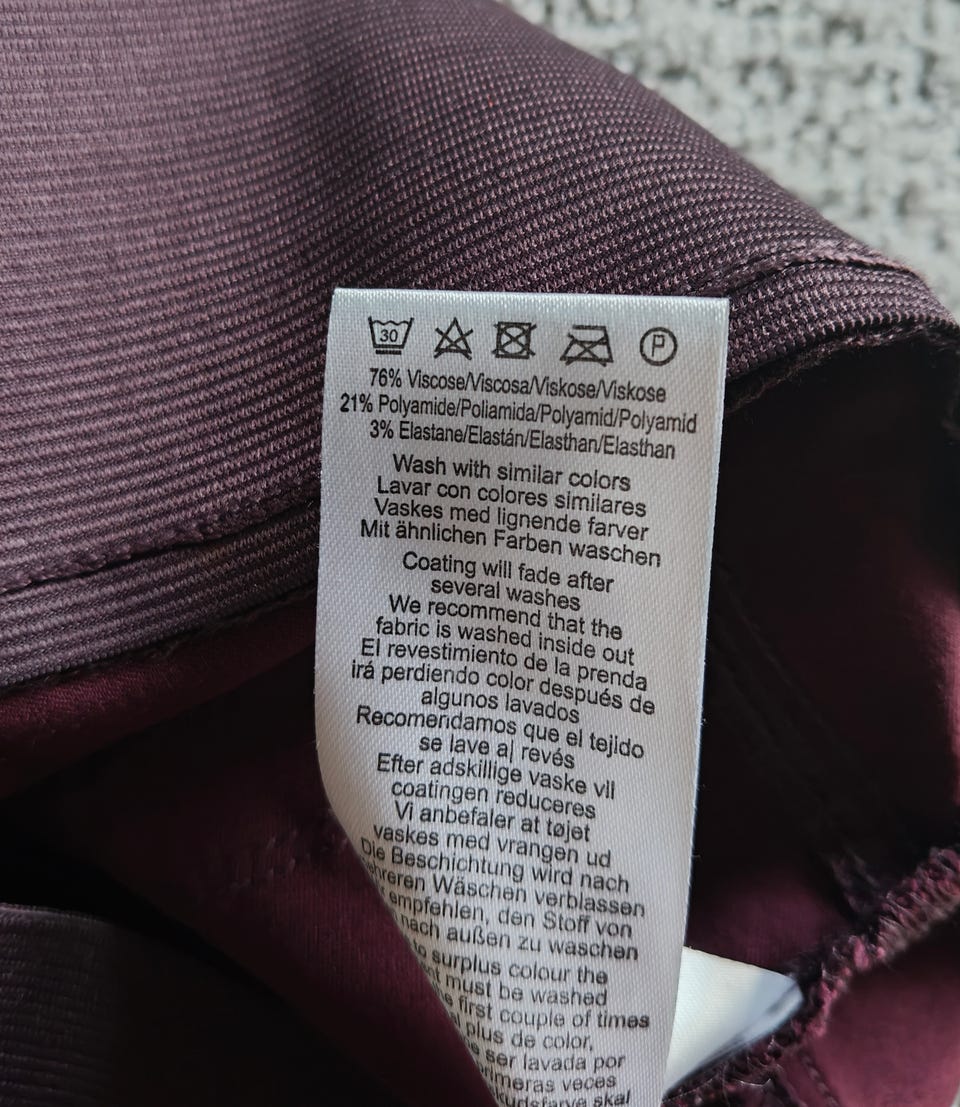 30 P
76% Viscose/Viscosa/Viskose/Viskose
21% Polyamide/Poliamida/Polyamid/Polyamid
3% Elastane/Elastán/Elasthan/Elasthan
Wash with similar colors
Lavar con colores similares
Vaskes med lignende farver
Mit ähnlichen Farben waschen
Coating will fade after
several washes
We recommend that the
fabric is washed inside out
El revestimiento de la prenda
irá perdiendo color después de
algunos lavados
Recomendamos que el tejido
se lave al revés
Efter adskillige vaske vil
coatingen reduceres
Vi anbefaler at tøjet
vaskes med vrangen ud
Die Beschichtung wird nach
Wäschen verblassen
empfehlen, den Stoff von
nach außen zu waschen
to surplus colour the
must be washed
first couple of times
plus de color,
ser lavada por
veces
skal